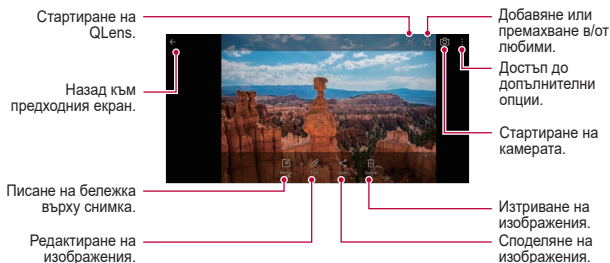 Стартиране на
QLens.
Назад към
предходния екран.
Писане на бележка
върху снимка.
Редактиране на
изображения.
Добавяне или
премахване в/от
любими.
Достъп до
допълнителни
опции.
Стартиране на
камерата.
Изтриване на
изображения.
Споделяне на
изображения.